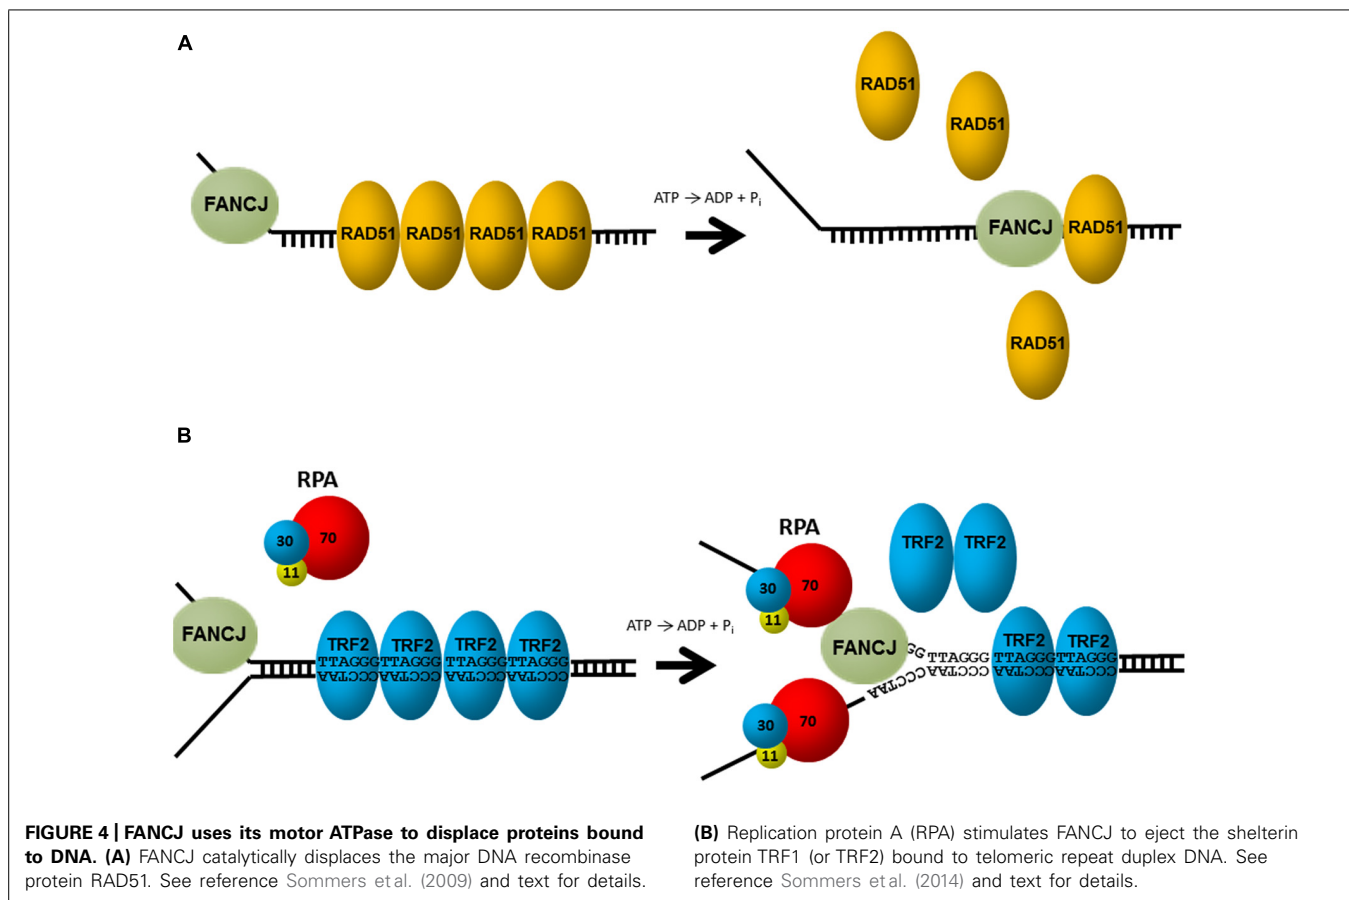 A
FANCJ
RAD51 RAD51 RAD51 RAD51
ATP → ADP + Pi
RAD51
RAD51
FANCJ
RAD51
RAD51
B
RPA
30 70
11
FANCJ
TRF2 TRF2 TRF2 TRF2
TTAGGGTTAGGGTTAGGGTTAGGG
AATCCCAATCCCAATCCCAATCCC
ATP → ADP + Pi
RPA
30 70
11
TRF2 TRF2
FANCJ
TRF2 TRF2
GG TTAGGG TTAGGGTTAGGG
AATCCCAATCCC AATCCCAATCCC
30 70
11
FIGURE 4 | FANCJ uses its motor ATPase to displace proteins bound
to DNA. (A) FANCJ catalytically displaces the major DNA recombinase
protein RAD51. See reference Sommers et al. (2009) and text for details.
(B) Replication protein A (RPA) stimulates FANCJ to eject the shelterin
protein TRF1 (or TRF2) bound to telomeric repeat duplex DNA. See
reference Sommers et al. (2014) and text for details.